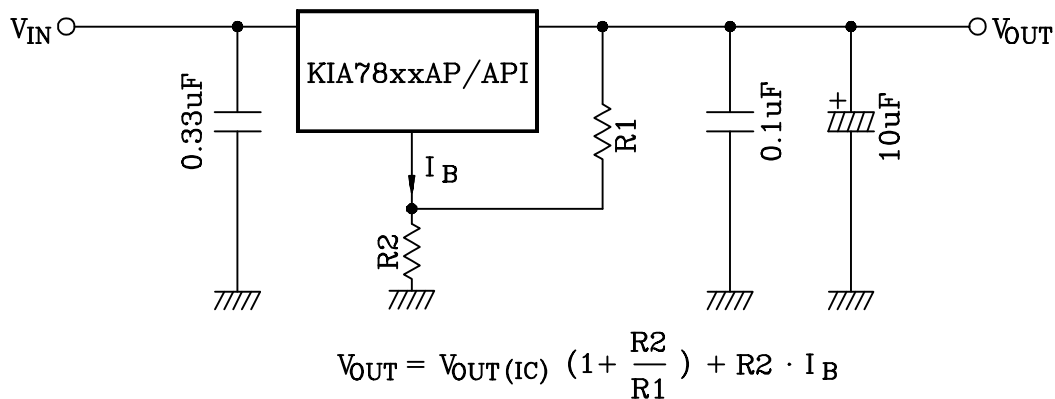 VIN
VOUT
KIA78xxAP/API
0.33uF
IB
R1
R2
0.1uF
+
10uF
VOUT = VOUT(IC) (1+ R2/R1) + R2 · IB